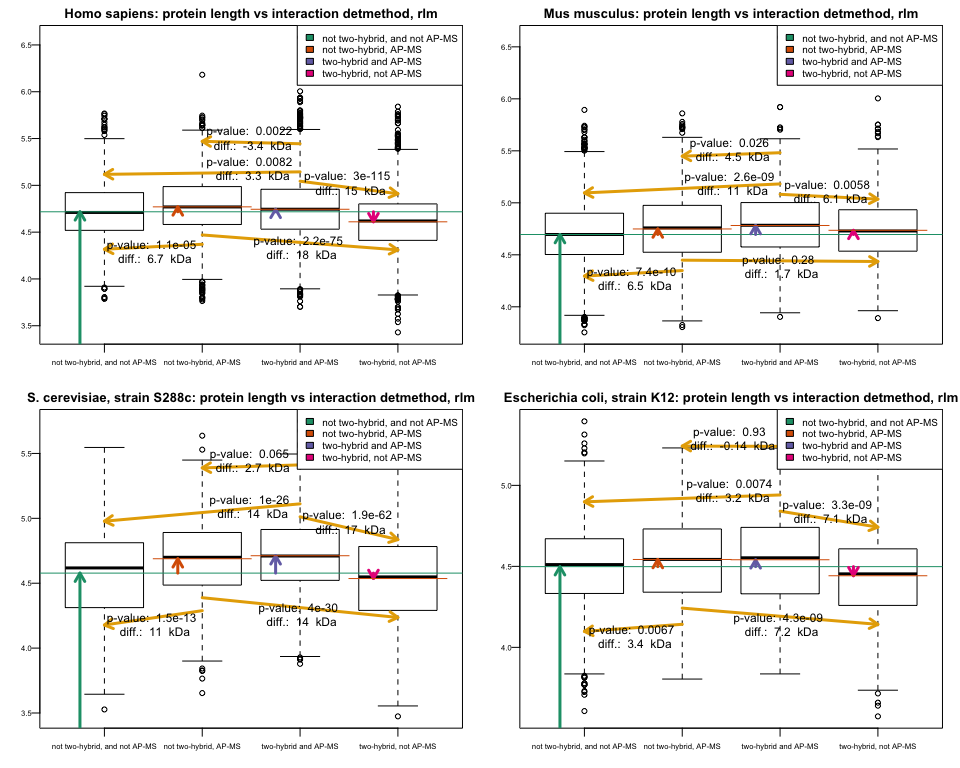 Homo sapiens: protein length vs interaction detmethod, rlm
not two-hybrid, and not AP-MS
not two-hybrid, AP-MS
two-hybrid and AP-MS
two-hybrid, not AP-MS
6.5
6.0
5.5
5.0
4.5
4.0
3.5
p-value: 0.0022
diff.: -3.4 kDa
p-value: 0.0082
diff.: 3.3 kDa
p-value: 3e-115
diff.: 15 kDa
p-value: 1.1e-05
diff.: 6.7 kDa
p-value: 2.2e-75
diff.: 18 kDa
not two-hybrid, and not AP-MS
not two-hybrid, AP-MS
two-hybrid and AP-MS
two-hybrid, not AP-MS
Mus musculus: protein length vs interaction detmethod, rlm
not two-hybrid, and not AP-MS
not two-hybrid, AP-MS
two-hybrid and AP-MS
two-hybrid, not AP-MS
6.5
6.0
5.5
5.0
4.5
4.0
p-value: 0.026
diff.: 4.5 kDa
p-value: 2.6e-09
diff.: 11 kDa
p-value: 0.0058
diff.: 6.1 kDa
p-value: 7.4e-10
diff.: 6.5 kDa
p-value: 0.28
diff.: 1.7 kDa
not two-hybrid, and not AP-MS
not two-hybrid, AP-MS
two-hybrid and AP-MS
two-hybrid, not AP-MS
S. cerevisiae, strain S288c: protein length vs interaction detmethod, rlm
not two-hybrid, and not AP-MS
not two-hybrid, AP-MS
two-hybrid and AP-MS
two-hybrid, not AP-MS
5.5
5.0
4.5
4.0
3.5
p-value: 0.065
diff.: 2.7 kDa
p-value: 1e-26
diff.: 14 kDa
p-value: 1.9e-62
diff.: 17 kDa
p-value: 1.5e-13
diff.: 11 kDa
p-value: 4e-30
diff.: 14 kDa
not two-hybrid, and not AP-MS
not two-hybrid, AP-MS
two-hybrid and AP-MS
two-hybrid, not AP-MS
Escherichia coli, strain K12: protein length vs interaction detmethod, rlm
not two-hybrid, and not AP-MS
not two-hybrid, AP-MS
two-hybrid and AP-MS
two-hybrid, not AP-MS
5.0
4.5
4.0
p-value: 0.93
diff.: -0.14 kDa
p-value: 0.0074
diff.: 3.2 kDa
p-value: 3.3e-09
diff.: 7.1 kDa
p-value: 0.0067
diff.: 3.4 kDa
p-value: 4.3e-09
diff.: 7.2 kDa
not two-hybrid, and not AP-MS
not two-hybrid, AP-MS
two-hybrid and AP-MS
two-hybrid, not AP-MS